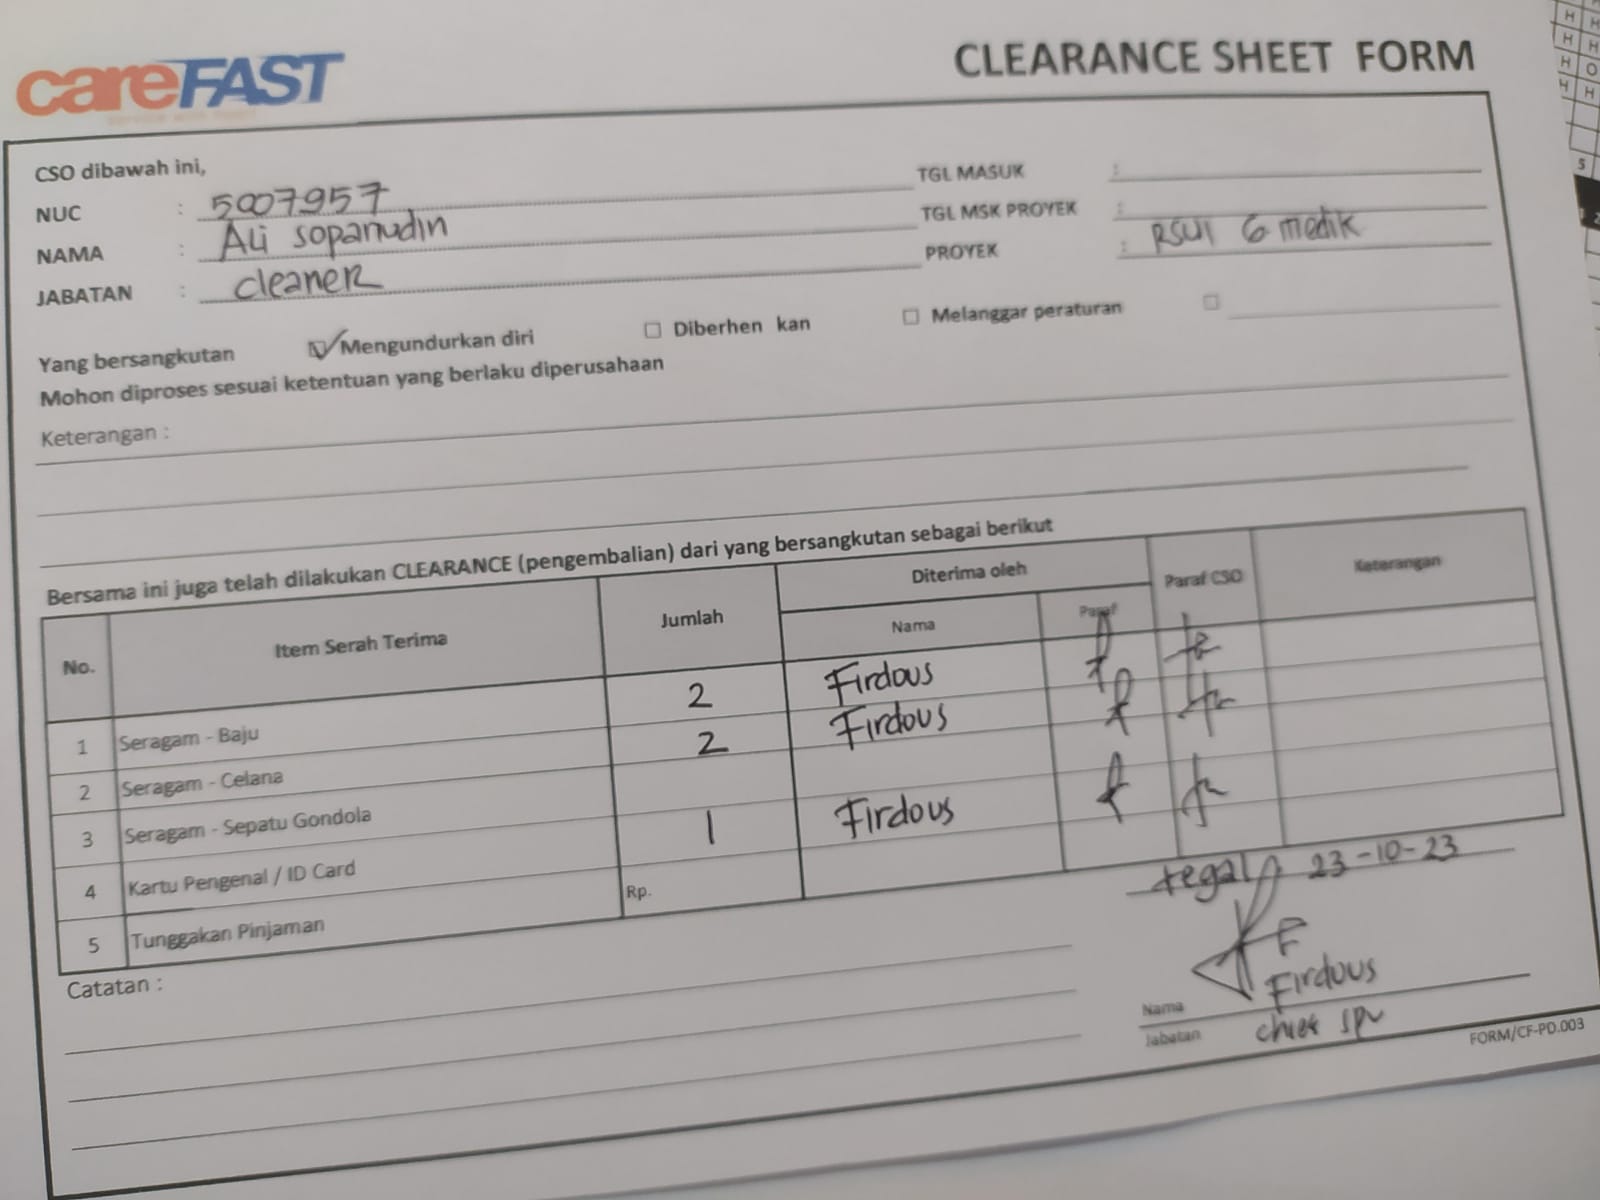 careFAST
CLEARANCE SHEET FORM
CSO dibawah ini,
NUC : 5007957
NAMA : Ali sopanudin
JABATAN : cleaner
TGL MASUK :
TGL MSK PROYEK :
PROYEK : RSUI G medik
Yang bersangkutan ☑ Mengundurkan diri ☐ Diberhen kan ☐ Melanggar peraturan ☐
Mohon diproses sesuai ketentuan yang berlaku diperusahaan
Keterangan :
Bersama ini juga telah dilakukan CLEARANCE (pengembalian) dari yang bersangkutan sebagai berikut
No. Item Serah Terima Jumlah Diterima oleh Paraf CSO Keterangan
Nama Paraf
1 Seragam - Baju 2 Firdous
2 Seragam - Celana 2 Firdous
3 Seragam - Sepatu Gondola
4 Kartu Pengenal / ID Card 1 Firdous
5 Tunggakan Pinjaman Rp.
Catatan :
tegal, 23-10-23
Nama Firdous
Jabatan chief spv
FORM/CF-PD.003